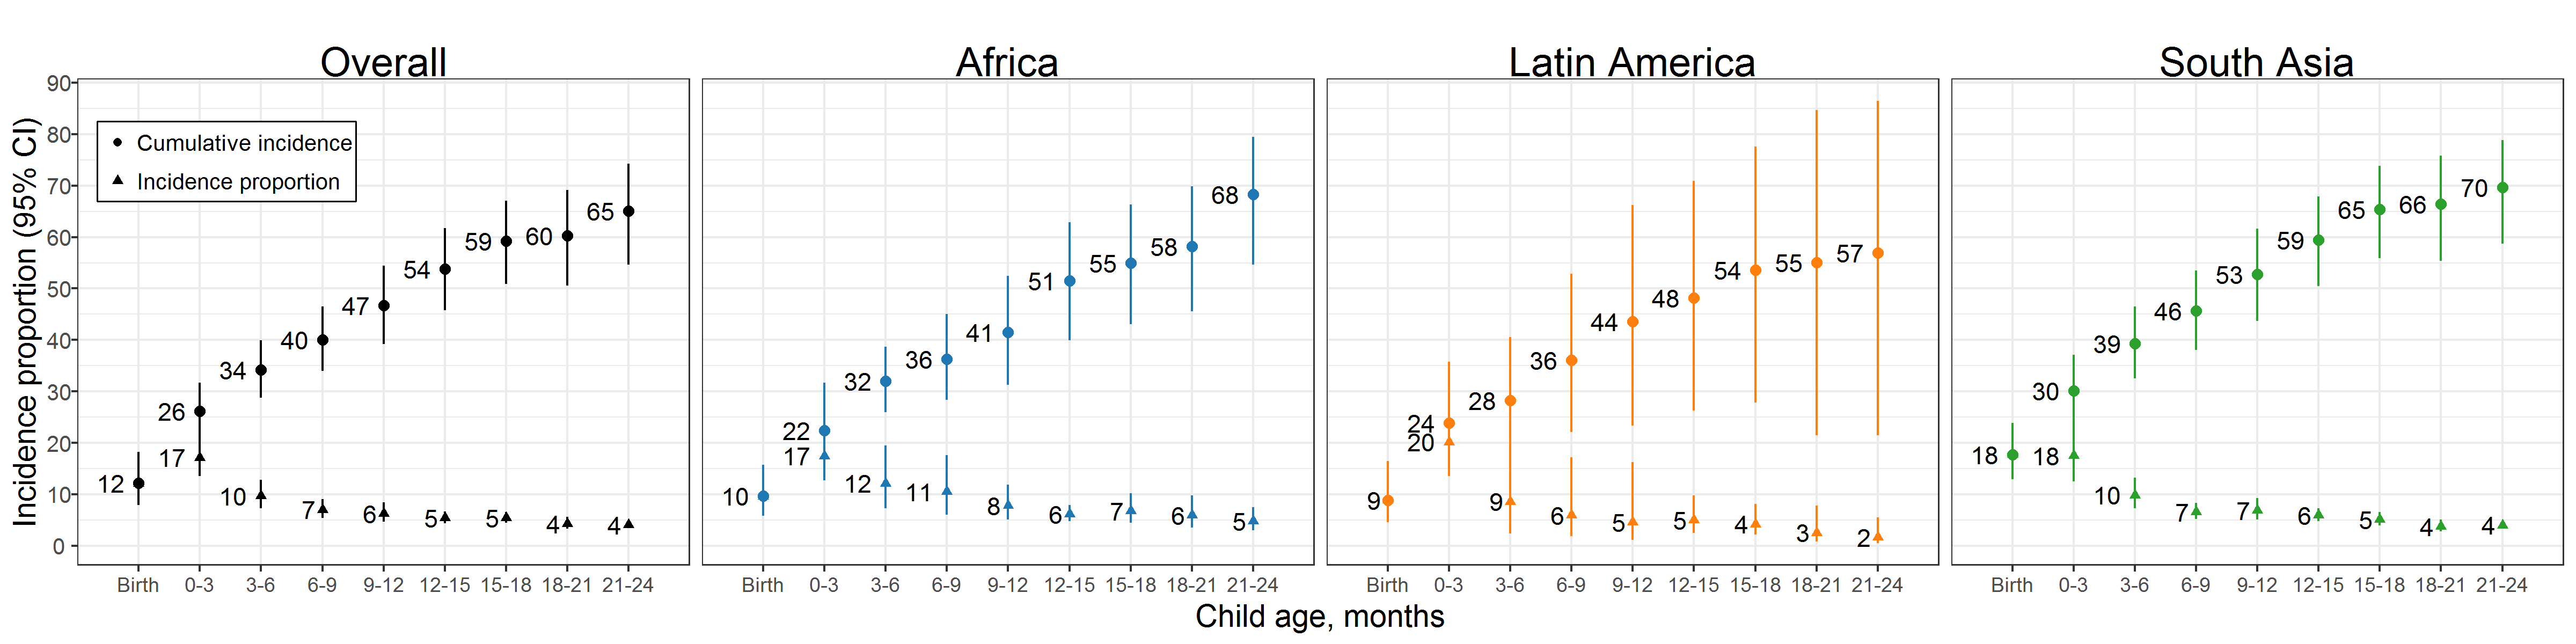 Overall Africa Latin America South Asia
Incidence proportion (95% CI)
90
80
70
60
50
40
30
20
10
0
Cumulative incidence
Incidence proportion
12 26 34 40 47 54 59 60 65
17 10 7 6 5 5 4 4
10 22 32 36 41 51 55 58 68
17 12 11 8 6 7 6 5
9 24 28 36 44 48 54 55 57
20 9 6 5 5 4 3 2
18 30 39 46 53 59 65 66 70
18 10 7 7 6 5 4 4
Birth 0-3 3-6 6-9 9-12 12-15 15-18 18-21 21-24
Birth 0-3 3-6 6-9 9-12 12-15 15-18 18-21 21-24
Birth 0-3 3-6 6-9 9-12 12-15 15-18 18-21 21-24
Birth 0-3 3-6 6-9 9-12 12-15 15-18 18-21 21-24
Child age, months